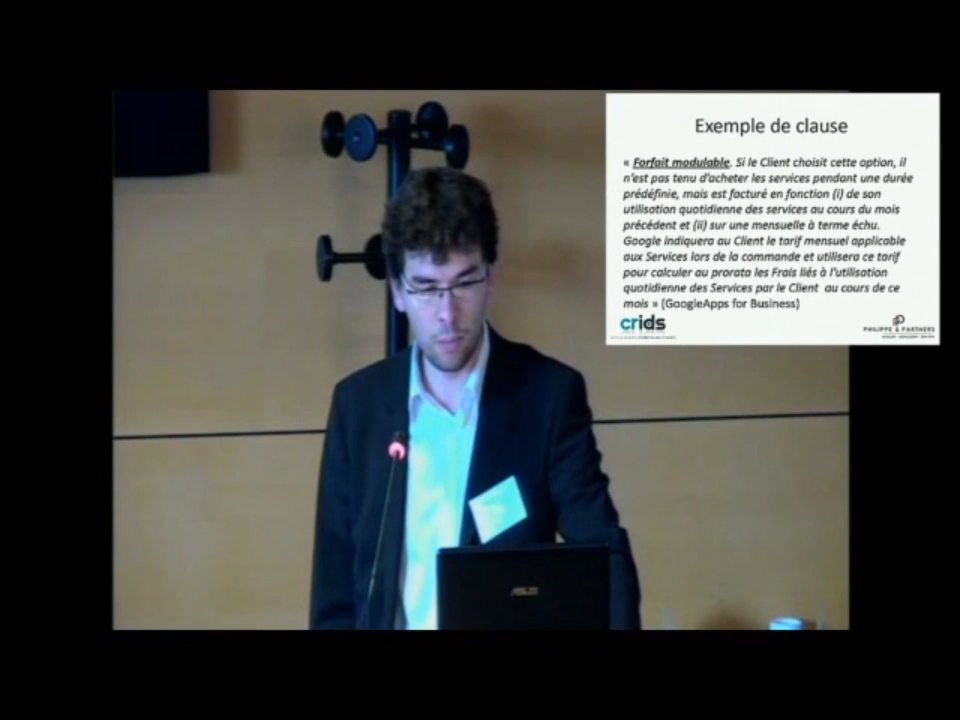 Exemple de clause
« Forfait modulable. Si le Client choisit cette option, il
n'est pas tenu d'acheter les services pendant une durée
prédéfinie, mais est facturé en fonction (i) de son
utilisation quotidienne des services au cours du mois
précédent et (ii) sur une mensuelle à terme échu.
Google indiquera au Client le tarif mensuel applicable
aux Services lors de la commande et utilisera ce tarif
pour calculer au prorata les Frais liés à l'utilisation
quotidienne des Services par le Client au cours de ce
mois » (GoogleApps for Business)
crids
PHILIPPE & PARTNERS
ASUS